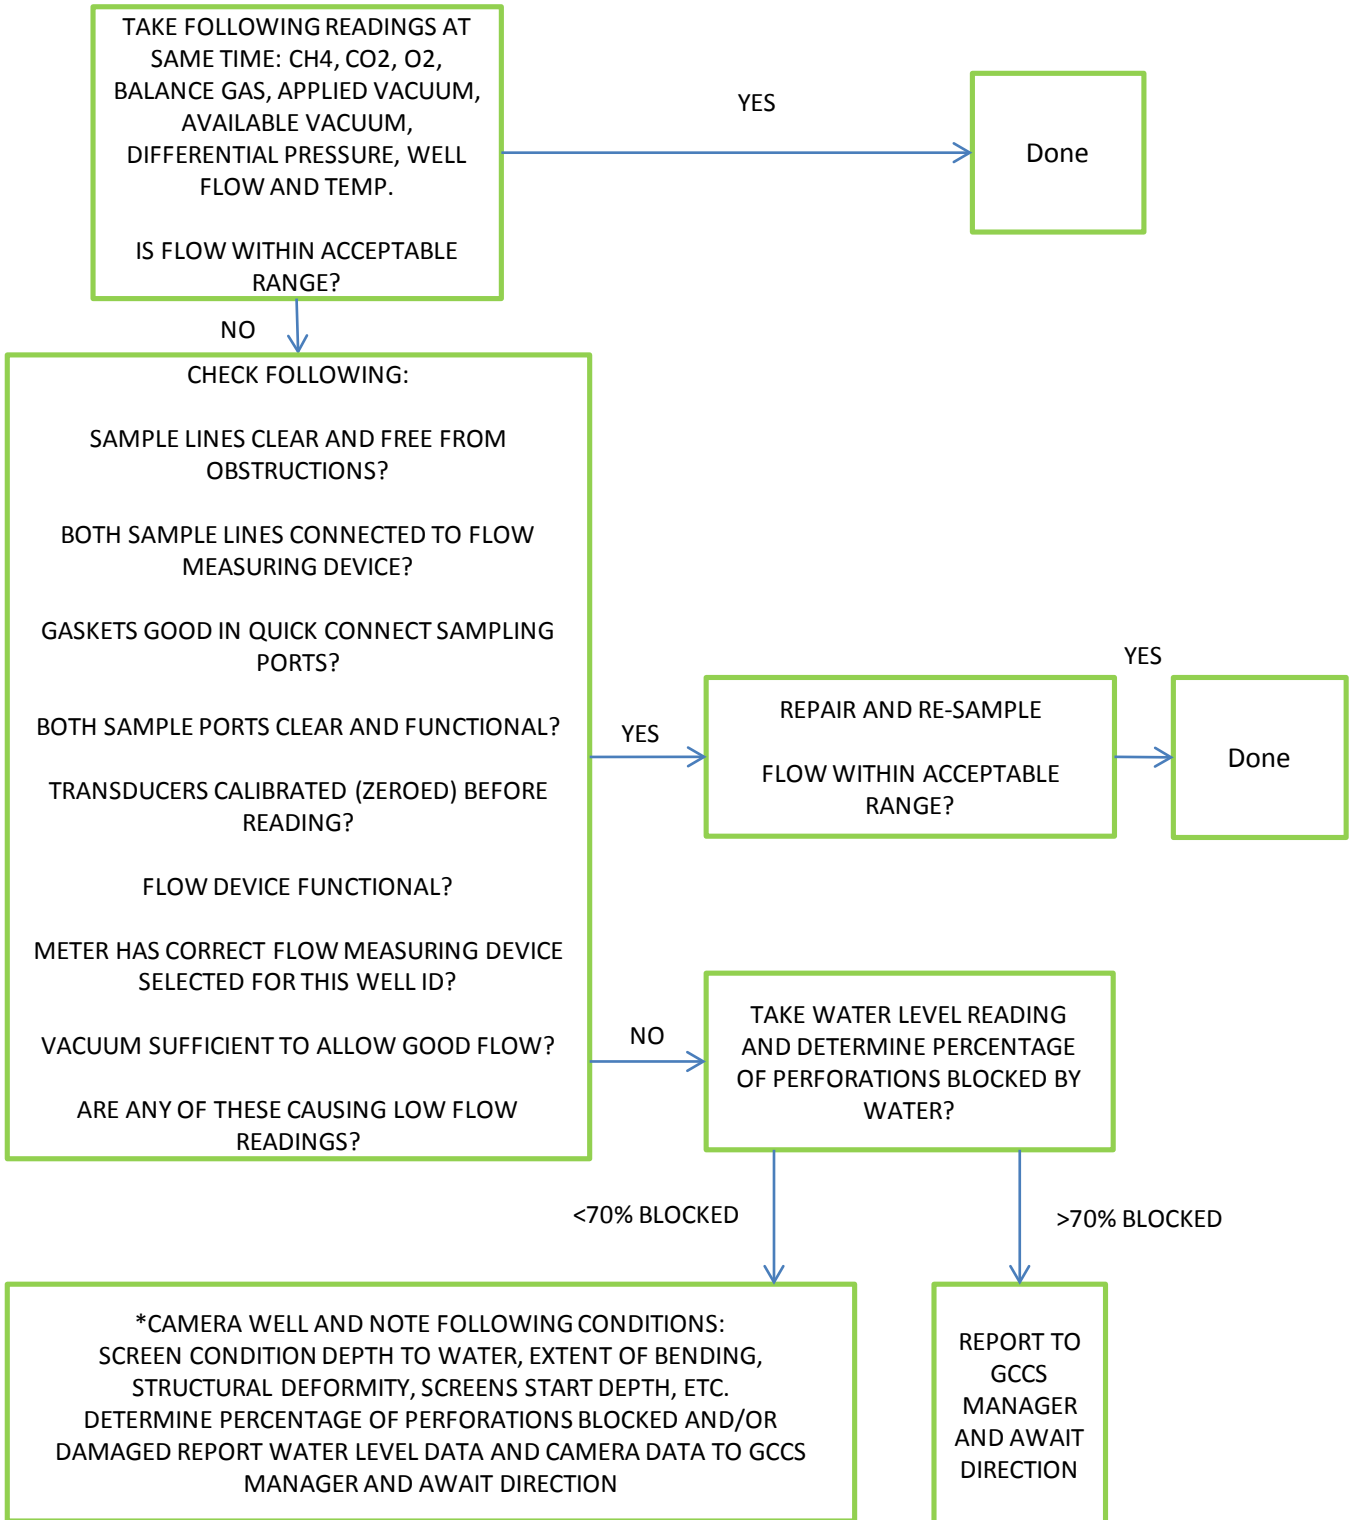 TAKE FOLLOWING READINGS AT
SAME TIME: CH4, CO2, O2,
BALANCE GAS, APPLIED VACUUM,
AVAILABLE VACUUM,
DIFFERENTIAL PRESSURE, WELL
FLOW AND TEMP.
IS FLOW WITHIN ACCEPTABLE
RANGE?
YES
Done
NO
CHECK FOLLOWING:
SAMPLE LINES CLEAR AND FREE FROM
OBSTRUCTIONS?
BOTH SAMPLE LINES CONNECTED TO FLOW
MEASURING DEVICE?
GASKETS GOOD IN QUICK CONNECT SAMPLING
PORTS?
BOTH SAMPLE PORTS CLEAR AND FUNCTIONAL?
TRANSDUCERS CALIBRATED (ZEROED) BEFORE
READING?
FLOW DEVICE FUNCTIONAL?
METER HAS CORRECT FLOW MEASURING DEVICE
SELECTED FOR THIS WELL ID?
VACUUM SUFFICIENT TO ALLOW GOOD FLOW?
ARE ANY OF THESE CAUSING LOW FLOW
READINGS?
YES
REPAIR AND RE-SAMPLE
FLOW WITHIN ACCEPTABLE
RANGE?
YES
Done
NO
TAKE WATER LEVEL READING
AND DETERMINE PERCENTAGE
OF PERFORATIONS BLOCKED BY
WATER?
<70% BLOCKED
>70% BLOCKED
*CAMERA WELL AND NOTE FOLLOWING CONDITIONS:
SCREEN CONDITION DEPTH TO WATER, EXTENT OF BENDING,
STRUCTURAL DEFORMITY, SCREENS START DEPTH, ETC.
DETERMINE PERCENTAGE OF PERFORATIONS BLOCKED AND/OR
DAMAGED REPORT WATER LEVEL DATA AND CAMERA DATA TO GCCS
MANAGER AND AWAIT DIRECTION
REPORT TO
GCCS
MANAGER
AND AWAIT
DIRECTION